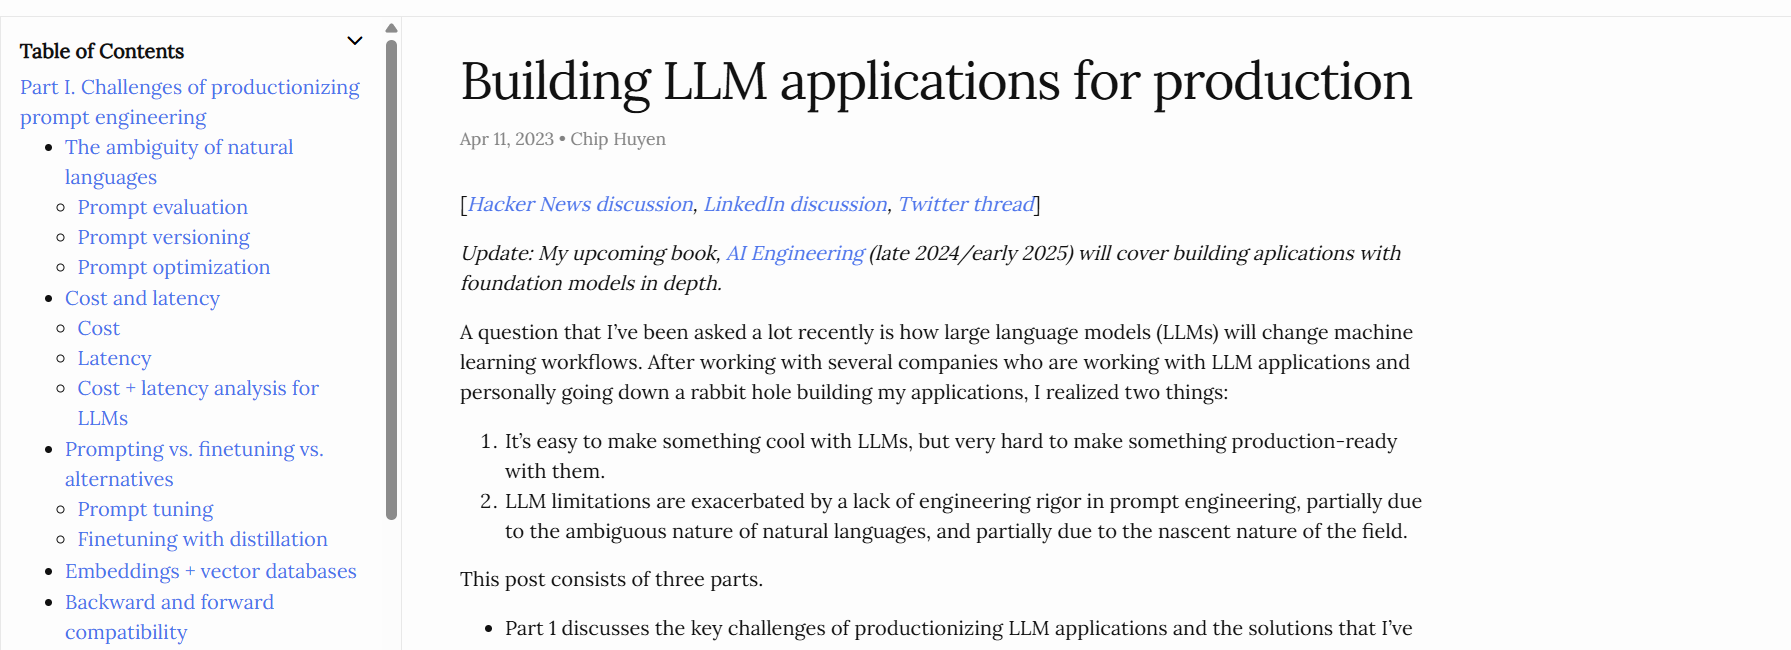 Table of Contents
Part I. Challenges of productionizing
prompt engineering
The ambiguity of natural
languages
Prompt evaluation
Prompt versioning
Prompt optimization
Cost and latency
Cost
Latency
Cost + latency analysis for
LLMs
Prompting vs. finetuning vs.
alternatives
Prompt tuning
Finetuning with distillation
Embeddings + vector databases
Backward and forward
compatibility
Building LLM applications for production
Apr 11, 2023 • Chip Huyen
[Hacker News discussion, LinkedIn discussion, Twitter thread]
Update: My upcoming book, AI Engineering (late 2024/early 2025) will cover building aplications with
foundation models in depth.
A question that I’ve been asked a lot recently is how large language models (LLMs) will change machine
learning workflows. After working with several companies who are working with LLM applications and
personally going down a rabbit hole building my applications, I realized two things:
1. It’s easy to make something cool with LLMs, but very hard to make something production-ready
with them.
2. LLM limitations are exacerbated by a lack of engineering rigor in prompt engineering, partially due
to the ambiguous nature of natural languages, and partially due to the nascent nature of the field.
This post consists of three parts.
• Part 1 discusses the key challenges of productionizing LLM applications and the solutions that I’ve